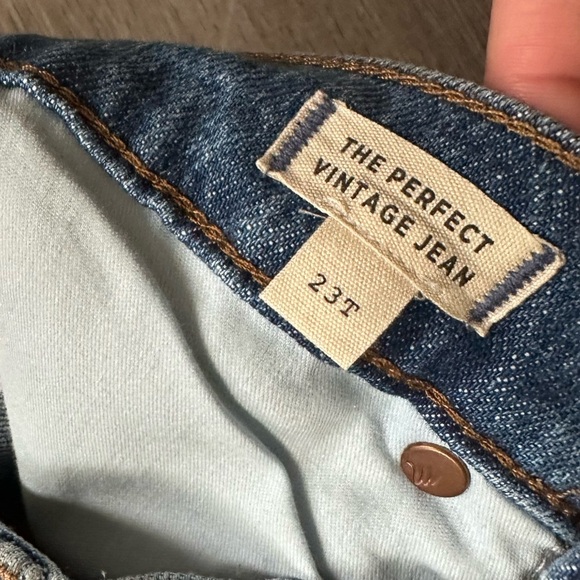 THE PERFECT
VINTAGE JEAN
23T